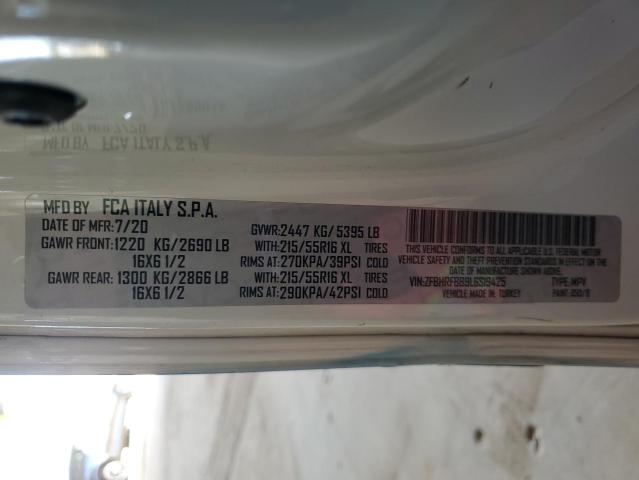 MFD BY FCA ITALY S.P.A.
DATE OF MFR:7/20 GVWR:2447 KG/5395 LB
GAWR FRONT:1220 KG/2690 LB WITH:215/55R16 XL TIRES
16X6 1/2 RIMS AT:270KPA/39PSI COLD
GAWR REAR:1300 KG/2866 LB WITH:215/55R16 XL TIRES
16X6 1/2 RIMS AT:290KPA/42PSI COLD
THIS VEHICLE CONFORMS TO ALL APPLICABLE U.S. FEDERAL MOTOR
VEHICLE SAFETY, BUMPER, AND THEFT PREVENTION STANDARDS
IN EFFECT ON THE DATE OF MANUFACTURE SHOWN ABOVE.
VIN:ZFBHRFBB9L6S19425 TYPE:MPV
MADE IN: TURKEY PAINT: